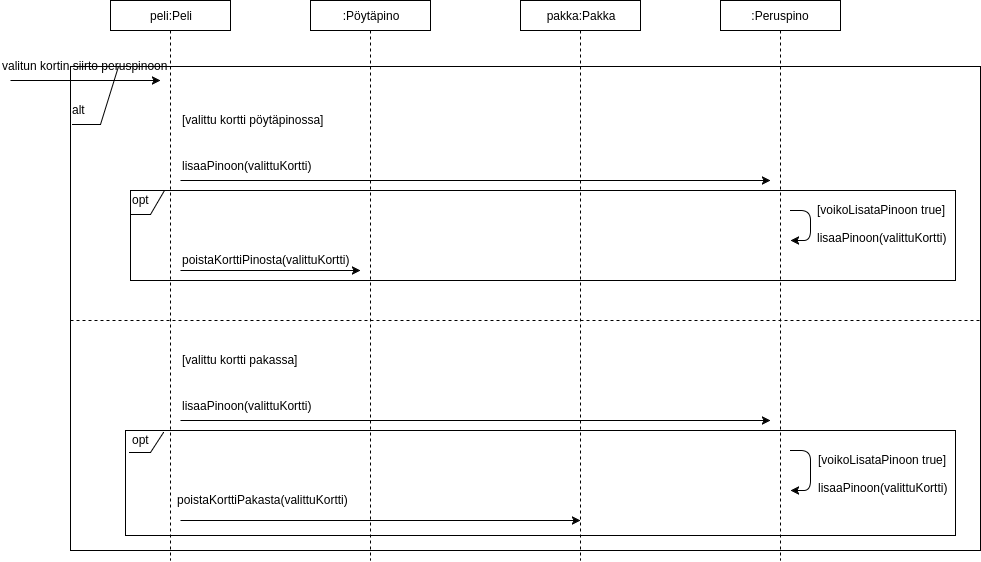 peli:Peli
:Pöytäpino
pakka:Pakka
:Peruspino
valitun kortin siirto peruspinoon
alt
[valittu kortti pöytäpinossa]
lisaaPinoon(valittuKortti)
opt
[voikoLisataPinoon true]
lisaaPinoon(valittuKortti)
poistaKorttiPinosta(valittuKortti)
[valittu kortti pakassa]
lisaaPinoon(valittuKortti)
opt
[voikoLisataPinoon true]
lisaaPinoon(valittuKortti)
poistaKorttiPakasta(valittuKortti)